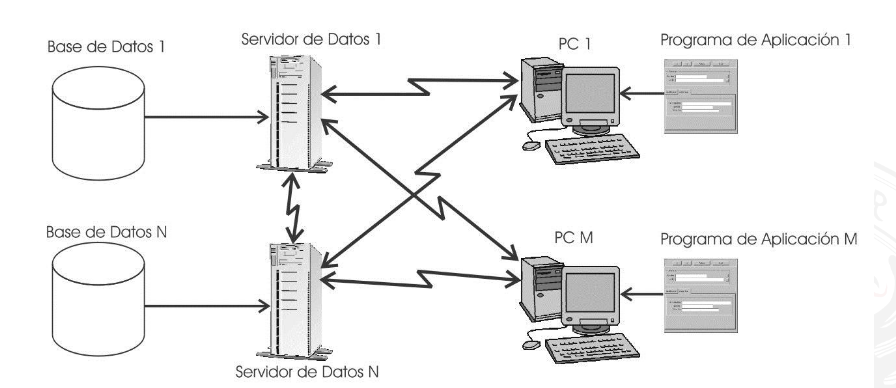 Base de Datos 1
Servidor de Datos 1
PC 1
Programa de Aplicación 1
Base de Datos N
PC M
Programa de Aplicación M
Servidor de Datos N